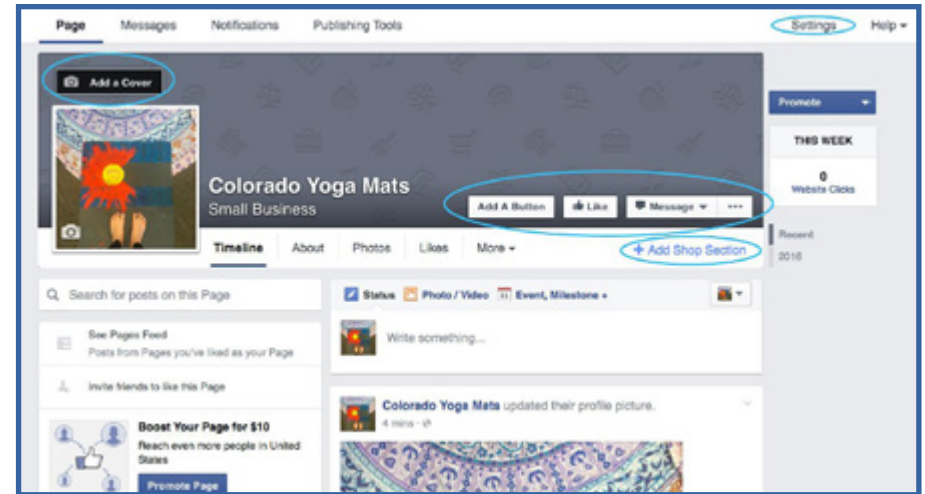 Page Messages Notifications Publishing Tools Settings Help
Add a Cover
Promote
THIS WEEK
0
Website Clicks
Colorado Yoga Mats
Small Business
Add A Button Like Message ...
Recent
2016
Timeline About Photos Likes More + Add Shop Section
Search for posts on this Page
Status Photo / Video Event, Milestone +
See Pages Feed
Posts from Pages you've liked as your Page
Write something...
Invite friends to like this Page
Colorado Yoga Mats updated their profile picture.
4 mins ·
Boost Your Page for $10
Reach even more people in United
States
Promote Page